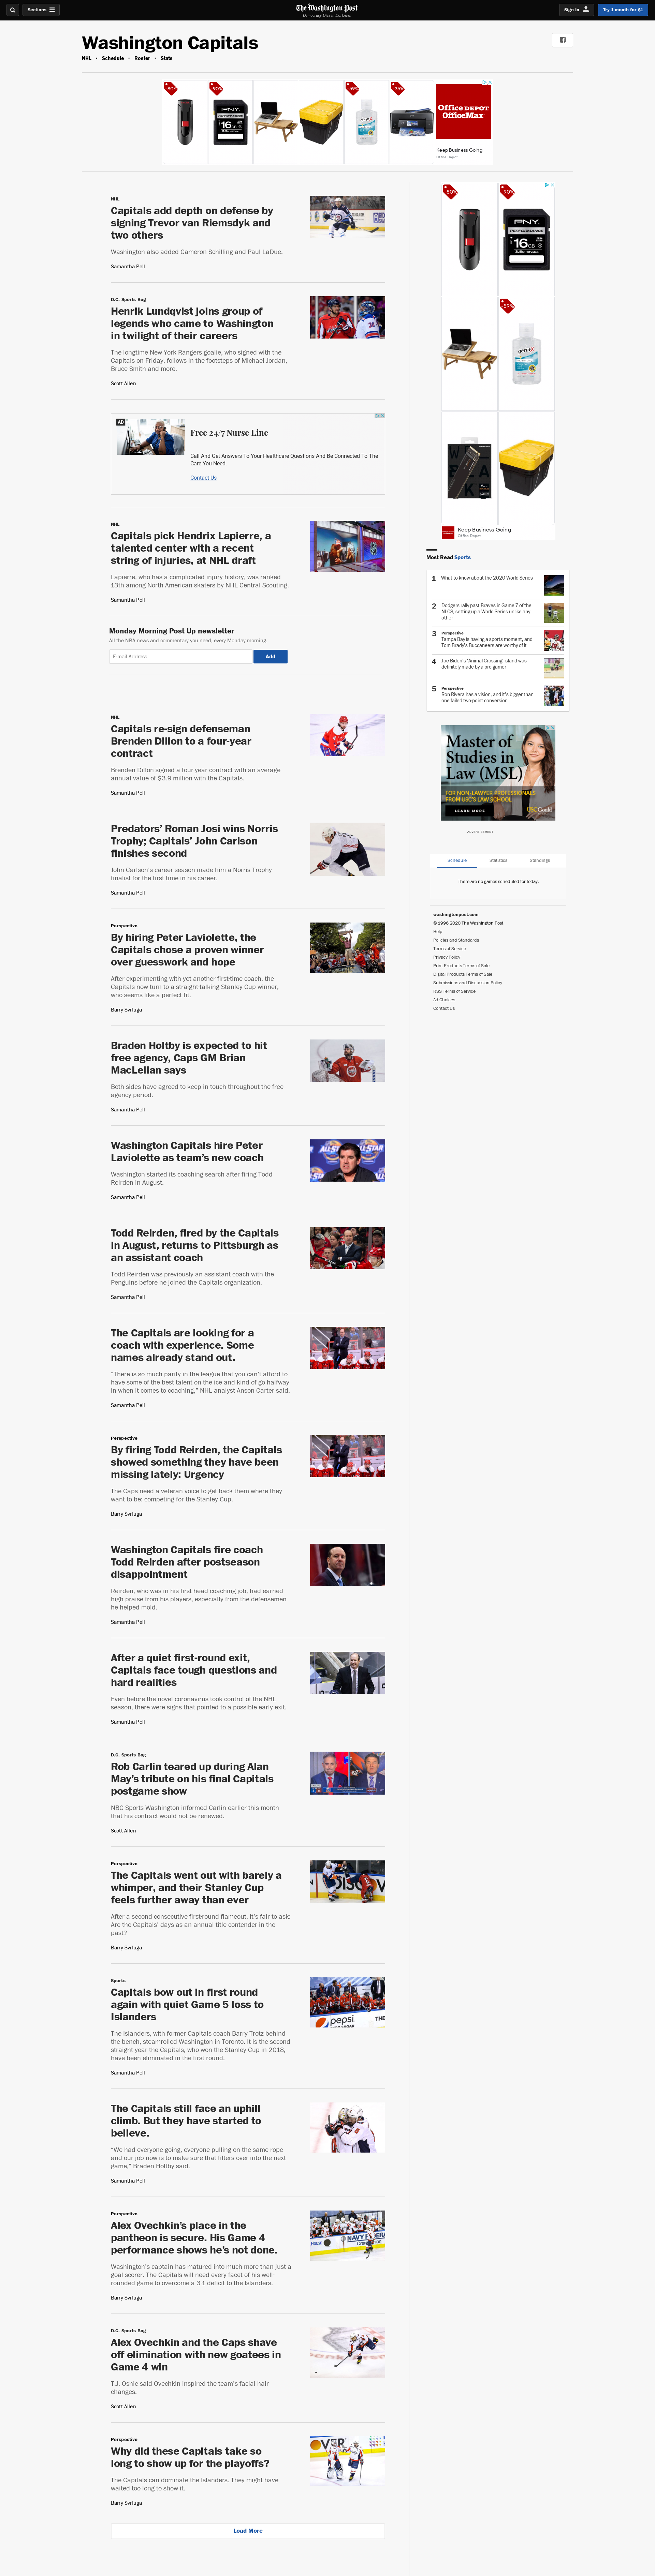 Sections
The Washington Post
Democracy Dies in Darkness
Sign In
Try 1 month for $1
Washington Capitals
NHL • Schedule • Roster • Stats
-80%
-90%
-59%
-35%
PNY
PERFORMANCE
16 GB
Office DEPOT
OfficeMax
Keep Business Going
Office Depot
NHL
Capitals add depth on defense by
signing Trevor van Riemsdyk and
two others
Washington also added Cameron Schilling and Paul LaDue.
Samantha Pell
D.C. Sports Bog
Henrik Lundqvist joins group of
legends who came to Washington
in twilight of their careers
The longtime New York Rangers goalie, who signed with the
Capitals on Friday, follows in the footsteps of Michael Jordan,
Bruce Smith and more.
Scott Allen
AD
Free 24/7 Nurse Line
Call And Get Answers To Your Healthcare Questions And Be Connected To The
Care You Need.
Contact Us
NHL
Capitals pick Hendrix Lapierre, a
talented center with a recent
string of injuries, at NHL draft
Lapierre, who has a complicated injury history, was ranked
13th among North American skaters by NHL Central Scouting.
Samantha Pell
Monday Morning Post Up newsletter
All the NBA news and commentary you need, every Monday morning.
E-mail Address
Add
NHL
Capitals re-sign defenseman
Brenden Dillon to a four-year
contract
Brenden Dillon signed a four-year contract with an average
annual value of $3.9 million with the Capitals.
Samantha Pell
Predators’ Roman Josi wins Norris
Trophy; Capitals’ John Carlson
finishes second
John Carlson's career season made him a Norris Trophy
finalist for the first time in his career.
Samantha Pell
Perspective
By hiring Peter Laviolette, the
Capitals chose a proven winner
over guesswork and hope
After experimenting with yet another first-time coach, the
Capitals now turn to a straight-talking Stanley Cup winner,
who seems like a perfect fit.
Barry Svrluga
Braden Holtby is expected to hit
free agency, Caps GM Brian
MacLellan says
Both sides have agreed to keep in touch throughout the free
agency period.
Samantha Pell
Washington Capitals hire Peter
Laviolette as team’s new coach
Washington started its coaching search after firing Todd
Reirden in August.
Samantha Pell
Todd Reirden, fired by the Capitals
in August, returns to Pittsburgh as
an assistant coach
Todd Reirden was previously an assistant coach with the
Penguins before he joined the Capitals organization.
Samantha Pell
The Capitals are looking for a
coach with experience. Some
names already stand out.
“There is so much parity in the league that you can't afford to
have some of the best talent on the ice and kind of go halfway
in when it comes to coaching,” NHL analyst Anson Carter said.
Samantha Pell
Perspective
By firing Todd Reirden, the Capitals
showed something they have been
missing lately: Urgency
The Caps need a veteran voice to get back them where they
want to be: competing for the Stanley Cup.
Barry Svrluga
Washington Capitals fire coach
Todd Reirden after postseason
disappointment
Reirden, who was in his first head coaching job, had earned
high praise from his players, especially from the defensemen
he helped mold.
Samantha Pell
After a quiet first-round exit,
Capitals face tough questions and
hard realities
Even before the novel coronavirus took control of the NHL
season, there were signs that pointed to a possible early exit.
Samantha Pell
D.C. Sports Bog
Rob Carlin teared up during Alan
May’s tribute on his final Capitals
postgame show
NBC Sports Washington informed Carlin earlier this month
that his contract would not be renewed.
Scott Allen
Perspective
The Capitals went out with barely a
whimper, and their Stanley Cup
feels further away than ever
After a second consecutive first-round flameout, it's fair to ask:
Are the Capitals’ days as an annual title contender in the
past?
Barry Svrluga
Sports
Capitals bow out in first round
again with quiet Game 5 loss to
Islanders
The Islanders, with former Capitals coach Barry Trotz behind
the bench, steamrolled Washington in Toronto. It is the second
straight year the Capitals, who won the Stanley Cup in 2018,
have been eliminated in the first round.
Samantha Pell
pepsi
The Capitals still face an uphill
climb. But they have started to
believe.
“We had everyone going, everyone pulling on the same rope
and our job now is to make sure that filters over into the next
game,” Braden Holtby said.
Samantha Pell
Perspective
Alex Ovechkin’s place in the
pantheon is secure. His Game 4
performance shows he’s not done.
Washington's captain has matured into much more than just a
goal scorer. The Capitals will need every facet of his well-
rounded game to overcome a 3-1 deficit to the Islanders.
Barry Svrluga
D.C. Sports Bog
Alex Ovechkin and the Caps shave
off elimination with new goatees in
Game 4 win
T.J. Oshie said Ovechkin inspired the team's facial hair
changes.
Scott Allen
Perspective
Why did these Capitals take so
long to show up for the playoffs?
The Capitals can dominate the Islanders. They might have
waited too long to show it.
Barry Svrluga
Load More
-80%
-90%
PNY
PERFORMANCE
16 GB
-59%
Keep Business Going
Office Depot
Most Read Sports
1 What to know about the 2020 World Series
2 Dodgers rally past Braves in Game 7 of the
NLCS, setting up a World Series unlike any
other
3 Perspective
Tampa Bay is having a sports moment, and
Tom Brady's Buccaneers are worthy of it
4 Joe Biden's ‘Animal Crossing’ island was
definitely made by a pro gamer
5 Perspective
Ron Rivera has a vision, and it's bigger than
one failed two-point conversion
Master of
Studies in
Law (MSL)
FOR NON-LAWYER PROFESSIONALS
FROM USC'S LAW SCHOOL
LEARN MORE
USC Gould
ADVERTISEMENT
Schedule Statistics Standings
There are no games scheduled for today.
washingtonpost.com
© 1996-2020 The Washington Post
Help
Policies and Standards
Terms of Service
Privacy Policy
Print Products Terms of Sale
Digital Products Terms of Sale
Submissions and Discussion Policy
RSS Terms of Service
Ad Choices
Contact Us